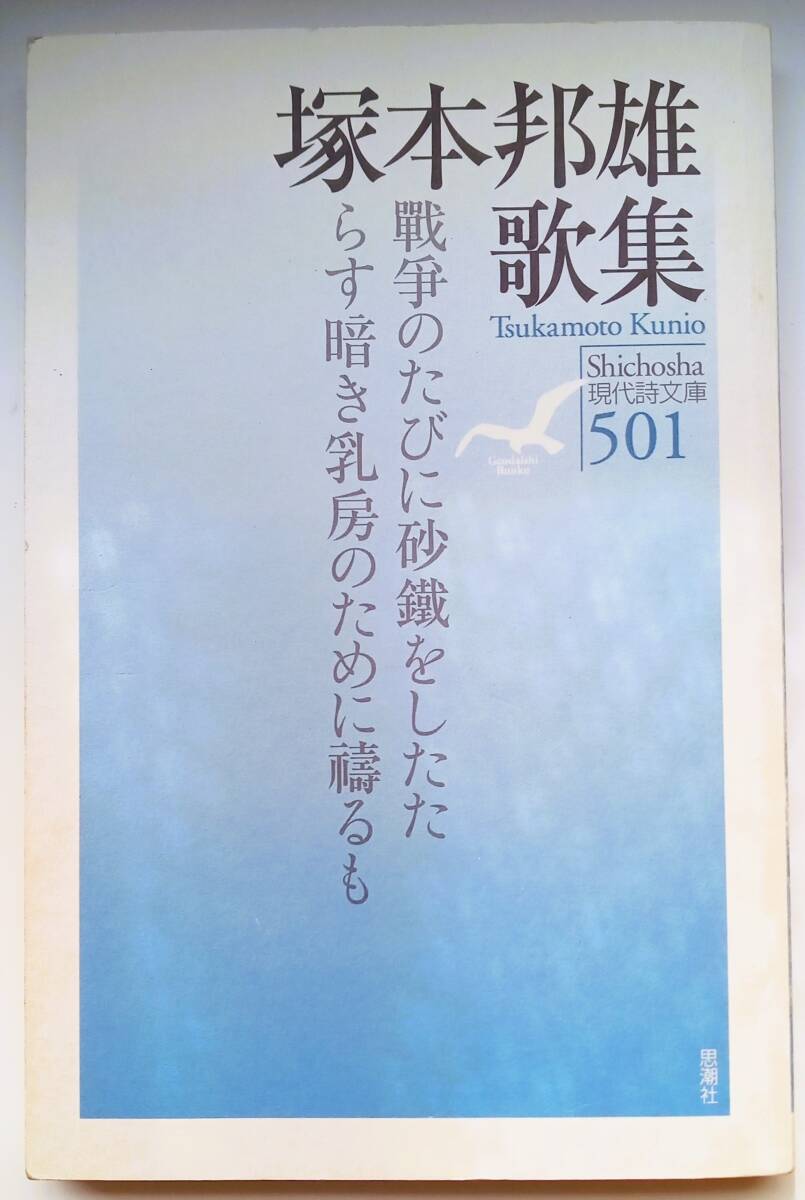 塚本邦雄
歌集
Tsukamoto Kunio
Shichosha
現代詩文庫
501
Gendaishi
Bunko
戰爭のたびに砂鐵をしたた
らす暗き乳房のために禱るも
思潮社